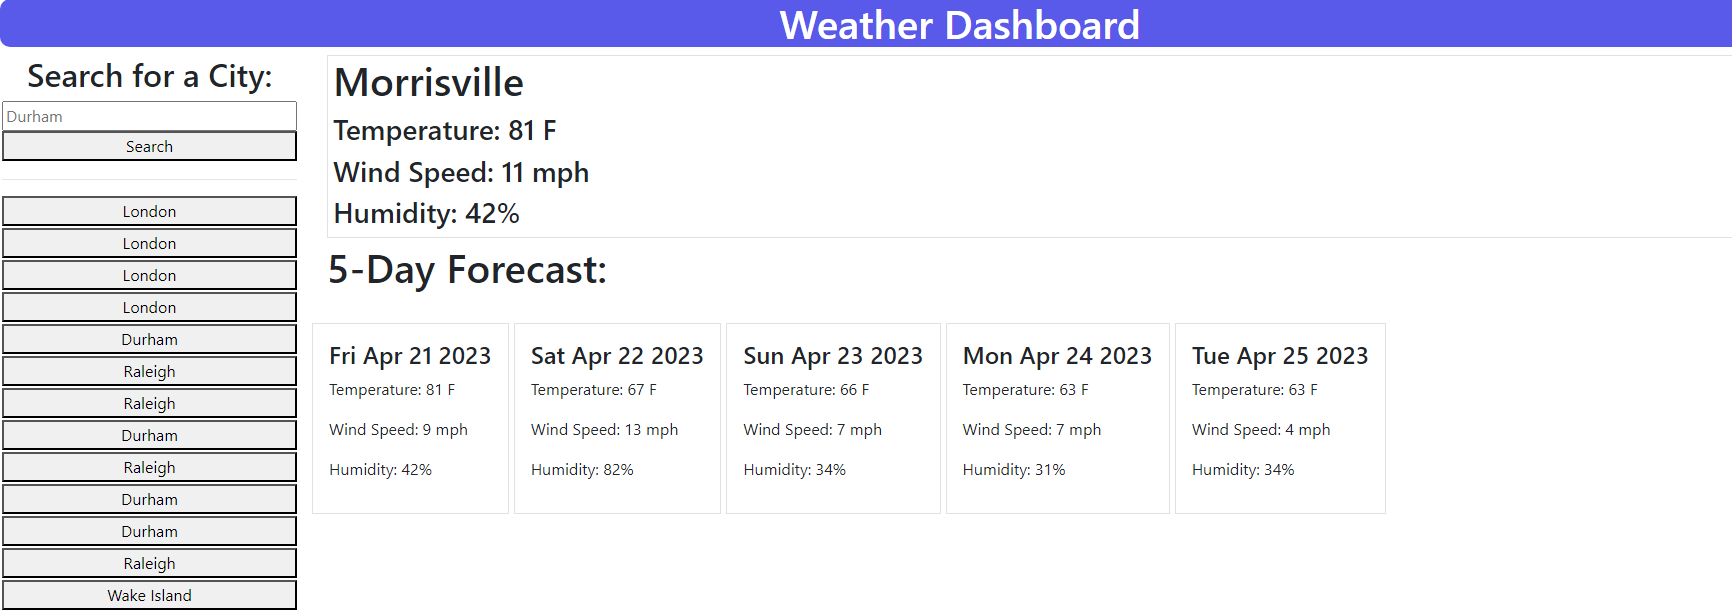 Weather Dashboard
Search for a City:
Durham
Search
London
London
London
London
Durham
Raleigh
Raleigh
Durham
Raleigh
Durham
Durham
Raleigh
Wake Island
Morrisville
Temperature: 81 F
Wind Speed: 11 mph
Humidity: 42%
5-Day Forecast:
Fri Apr 21 2023
Temperature: 81 F
Wind Speed: 9 mph
Humidity: 42%
Sat Apr 22 2023
Temperature: 67 F
Wind Speed: 13 mph
Humidity: 82%
Sun Apr 23 2023
Temperature: 66 F
Wind Speed: 7 mph
Humidity: 34%
Mon Apr 24 2023
Temperature: 63 F
Wind Speed: 7 mph
Humidity: 31%
Tue Apr 25 2023
Temperature: 63 F
Wind Speed: 4 mph
Humidity: 34%